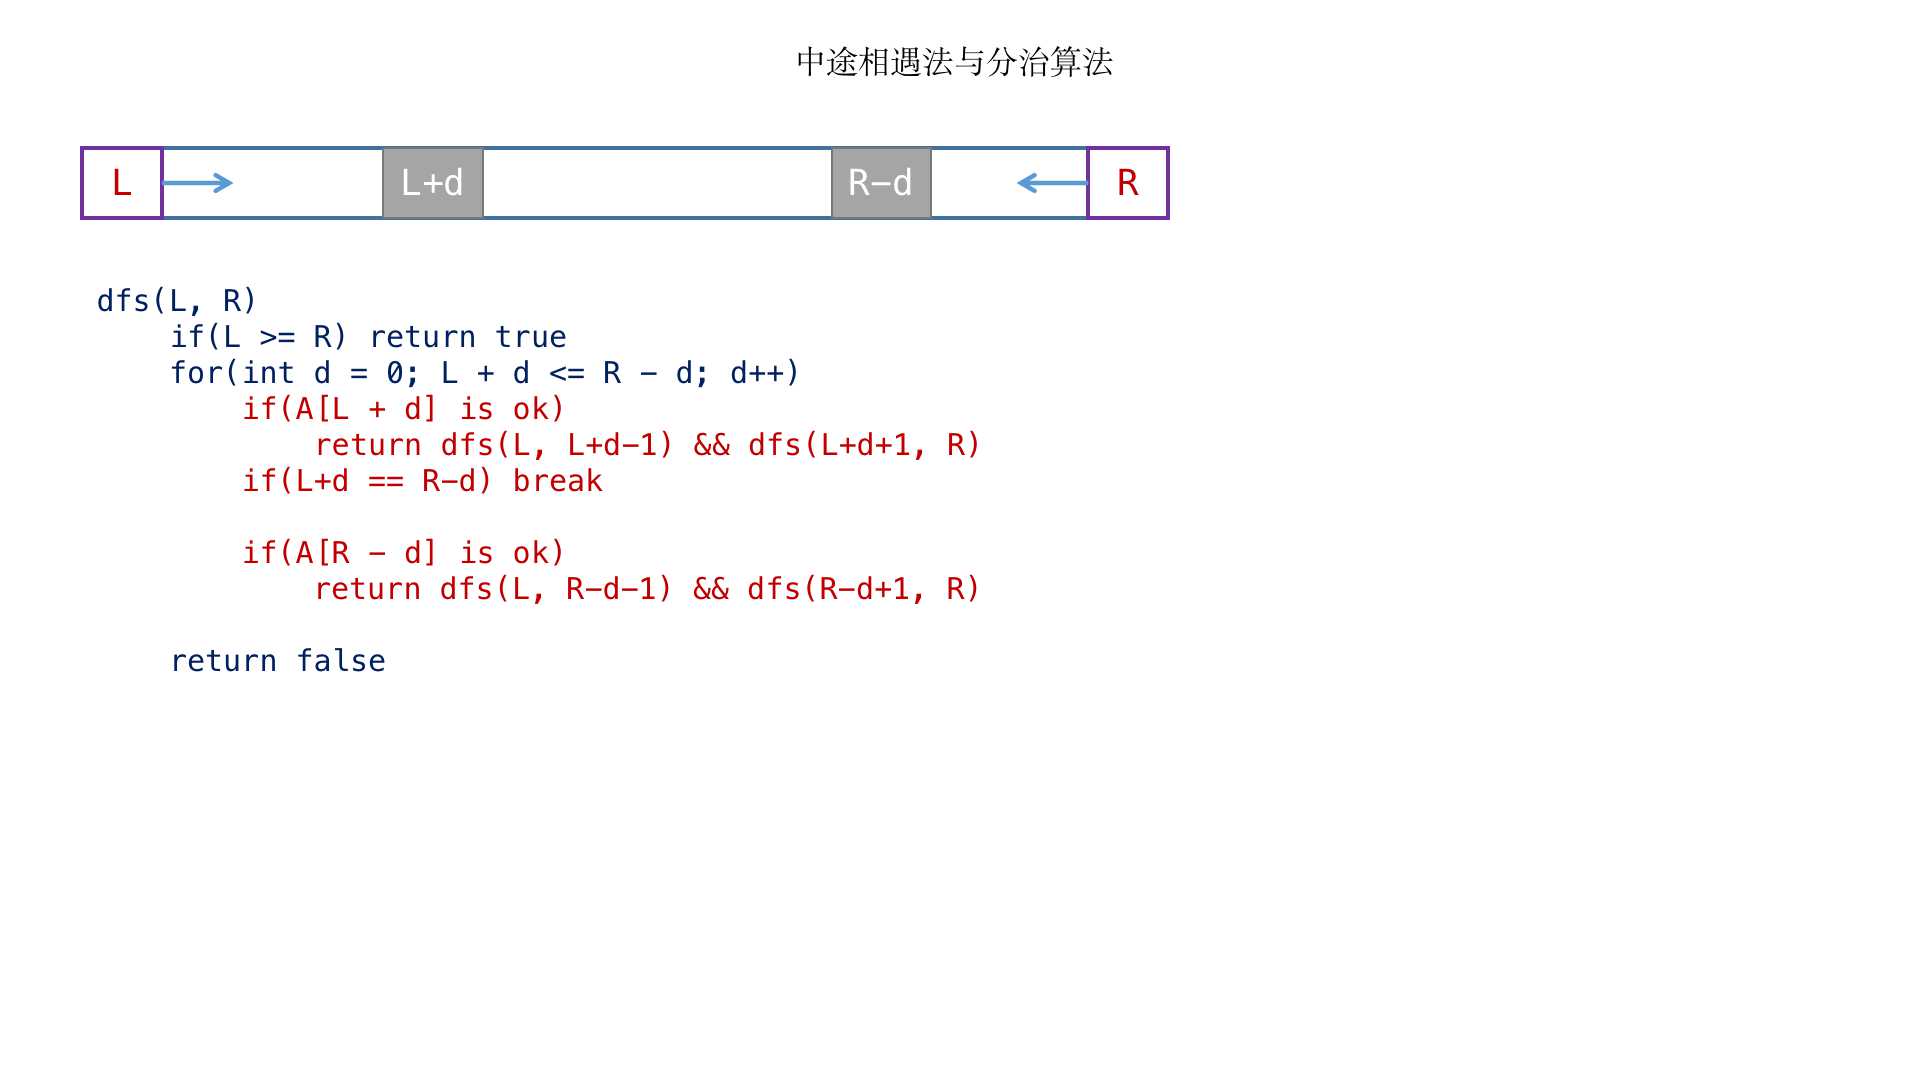 中途相遇法与分治算法
L L+d R−d R
dfs(L, R)
    if(L >= R) return true
    for(int d = 0; L + d <= R − d; d++)
        if(A[L + d] is ok)
            return dfs(L, L+d−1) && dfs(L+d+1, R)
        if(L+d == R−d) break
        if(A[R − d] is ok)
            return dfs(L, R−d−1) && dfs(R−d+1, R)
    return false